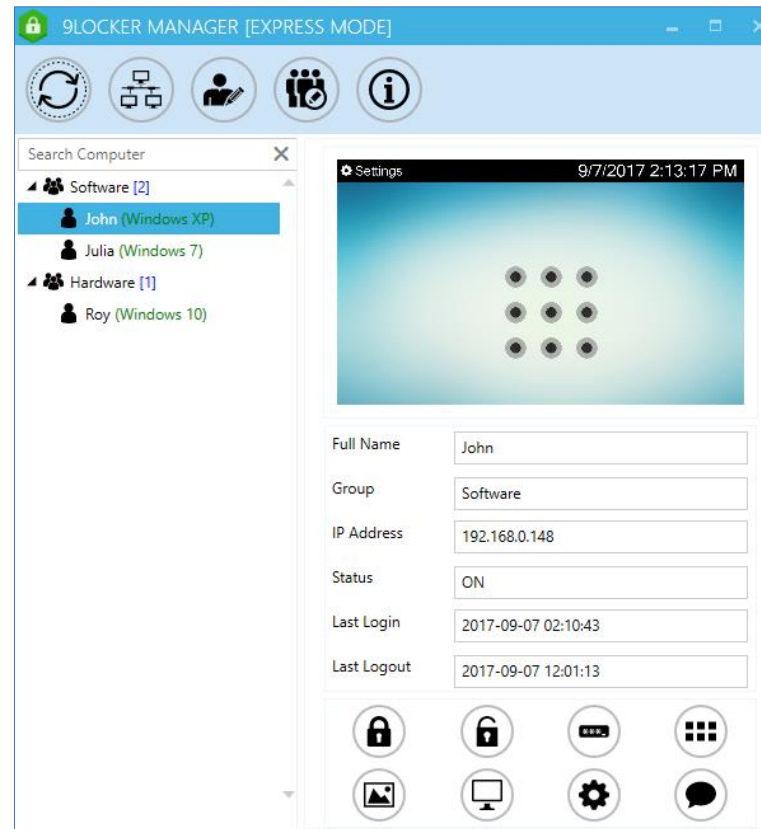 9LOCKER MANAGER [EXPRESS MODE]
Search Computer
Software [2]
John (Windows XP)
Julia (Windows 7)
Hardware [1]
Roy (Windows 10)
Settings 9/7/2017 2:13:17 PM
Full Name John
Group Software
IP Address 192.168.0.148
Status ON
Last Login 2017-09-07 02:10:43
Last Logout 2017-09-07 12:01:13
***_